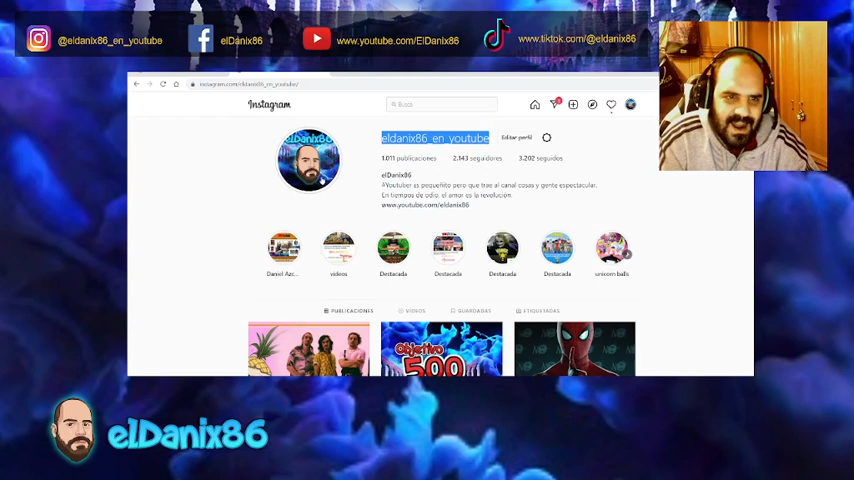 @elDanix86_en_youtube
elDanix86
www.youtube.com/ElDanix86
www.tiktok.com/@eldanix86
instagram.com/eldanix86_en_youtube/
Instagram
Busca
eldanix86_en_youtube
Editar perfil
1.011 publicaciones 2.143 seguidores 3.202 seguidos
elDanix86
#Youtuber es pequeñito pero que trae al canal cosas y gente espectacular.
En tiempos de odio, el amor es la revolución.
www.youtube.com/eldanix86
Daniel Azc...
videos
Destacada
Destacada
Destacada
Destacada
unicorn balls
PUBLICACIONES
VÍDEOS
GUARDADAS
ETIQUETADAS
Objetivo
500
elDanix86